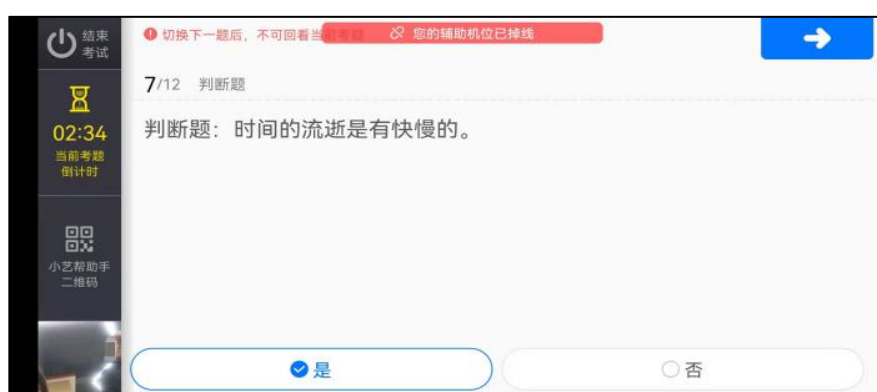 结束
考试
切换下一题后，不可回看当
您的辅助机位已掉线
7/12 判断题
02:34
当前考题
倒计时
判断题：时间的流逝是有快慢的。
小艺帮助手
二维码
是
否